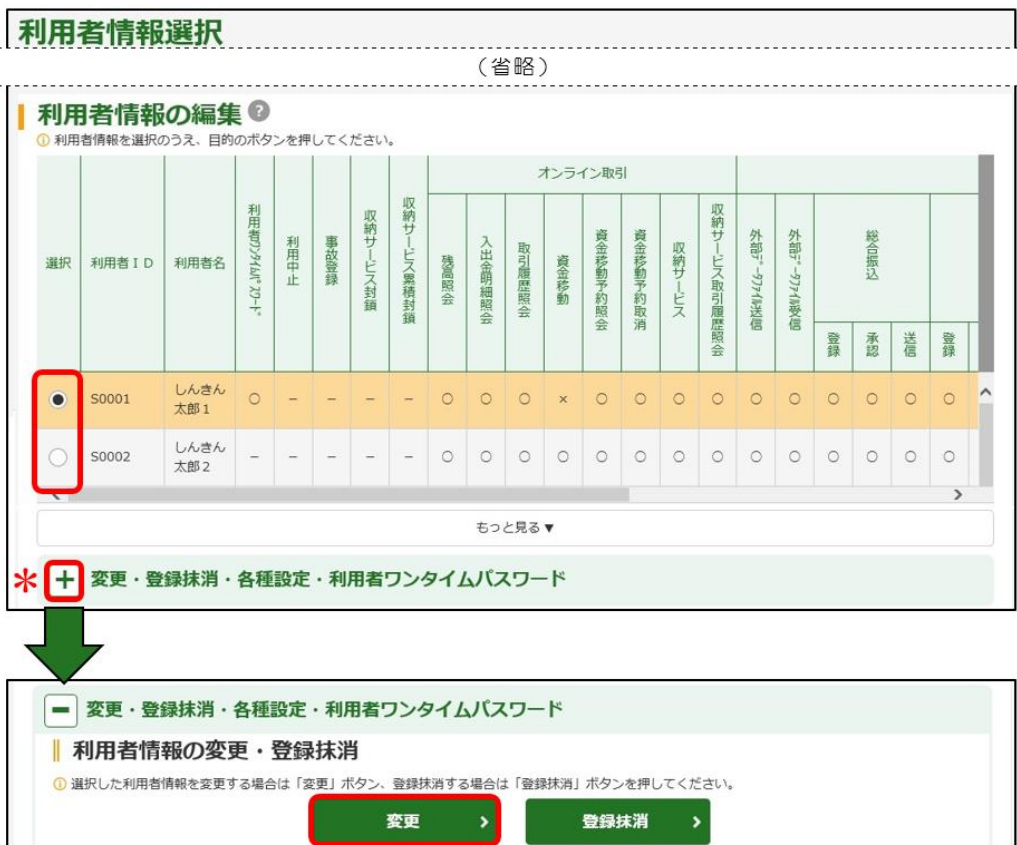 利用者情報選択
（省略）
利用者情報の編集 ?
利用者情報を選択のうえ、目的のボタンを押してください。
オンライン取引
選択
利用者ＩＤ
利用者名
利用者ﾜﾝﾀｲﾑﾊﾟｽﾜｰﾄﾞ
利用中止
事故登録
収納サービス封鎖
収納サービス累積封鎖
残高照会
入出金明細照会
取引履歴照会
資金移動
資金移動予約照会
資金移動予約取消
収納サービス
収納サービス取引履歴照会
外部ﾃﾞｰﾀﾌｧｲﾙ送信
外部ﾃﾞｰﾀﾌｧｲﾙ受信
総合振込
登録 承認 送信 登録
S0001 しんきん太郎１ ○ － － － － ○ ○ ○ × ○ ○ ○ ○ ○ ○ ○ ○ ○ ○
S0002 しんきん太郎２ － － － － － ○ ○ ○ ○ ○ ○ ○ ○ ○ ○ ○ ○ ○ ○
もっと見る▼
＊ ＋ 変更・登録抹消・各種設定・利用者ワンタイムパスワード
－ 変更・登録抹消・各種設定・利用者ワンタイムパスワード
利用者情報の変更・登録抹消
選択した利用者情報を変更する場合は「変更」ボタン、登録抹消する場合は「登録抹消」ボタンを押してください。
変更 登録抹消